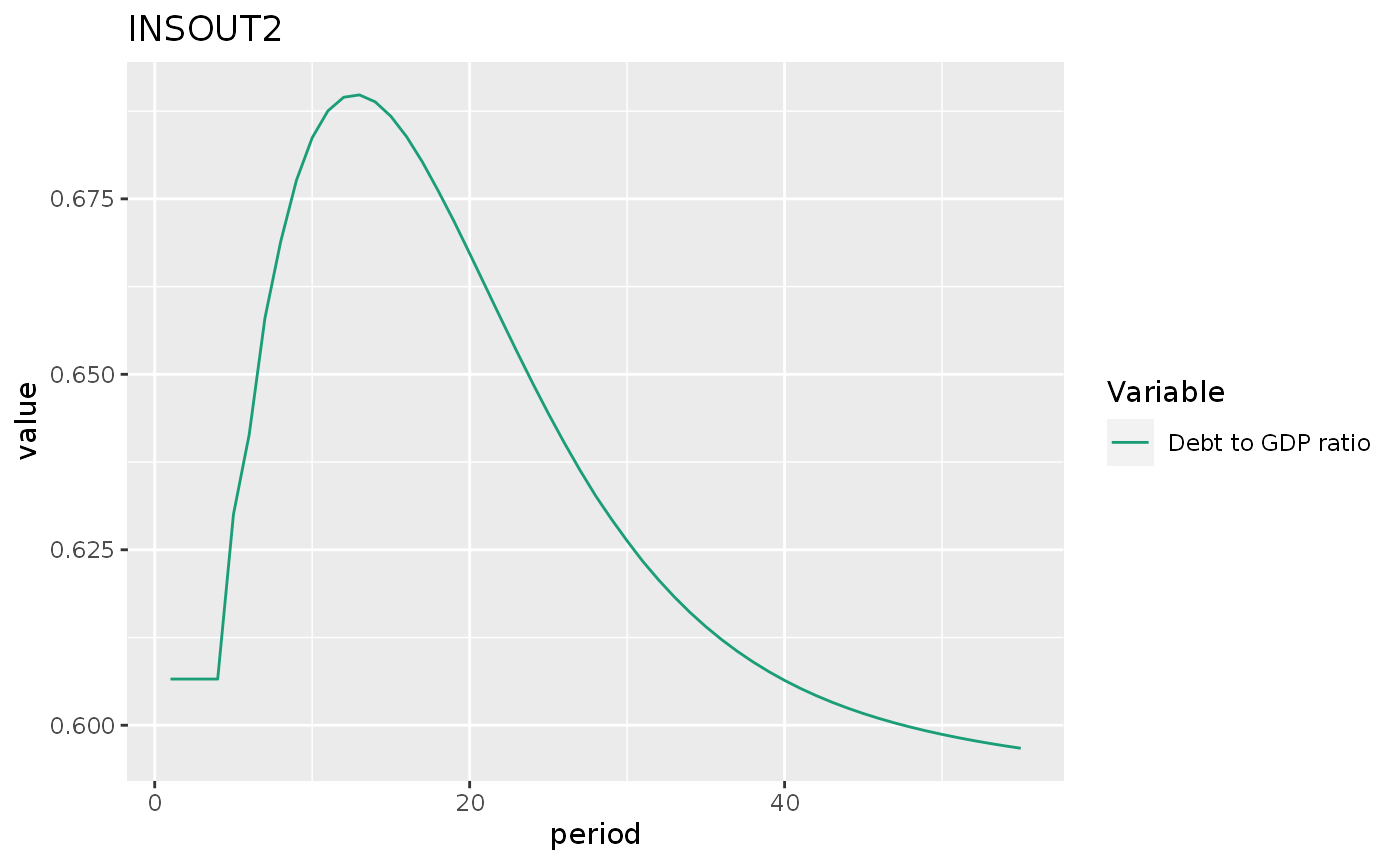 INSOUT2
value
0.675
0.650
0.625
0.600
0
20
40
period
Variable
Debt to GDP ratio